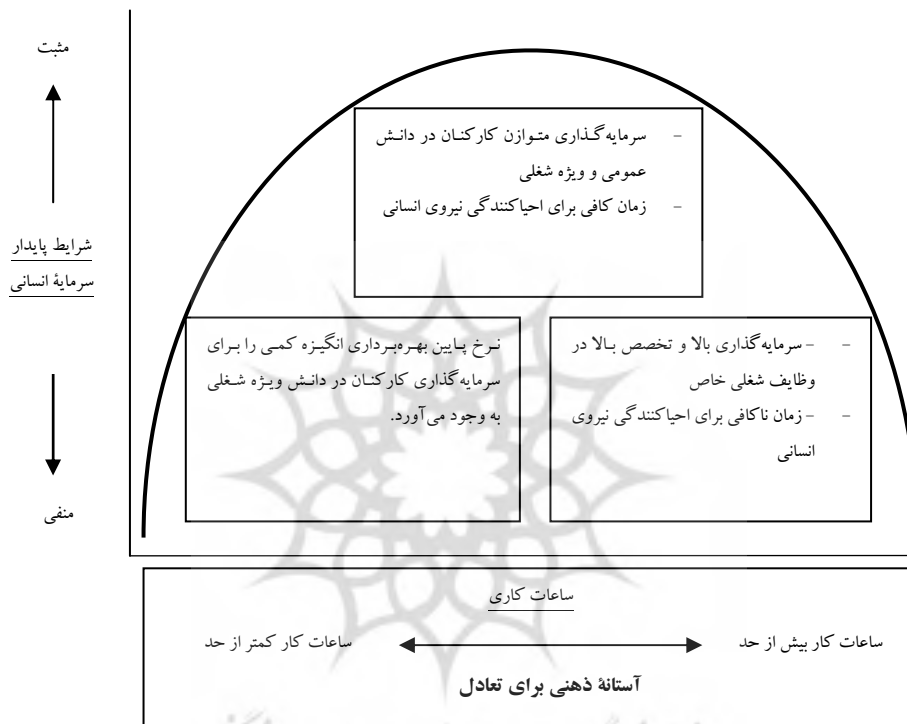 مثبت
شرایط پایدار
سرمایۀ انسانی
منفی
- سرمایه‌گذاری متوازن کارکنان در دانش
عمومی و ویژه شغلی
- زمان کافی برای احیاکنندگی نیروی انسانی
- – سرمایه‌گذاری بالا و تخصص بالا در
وظایف شغلی خاص
- – زمان ناکافی برای احیاکنندگی نیروی
انسانی
نرخ پایین بهره‌برداری انگیزه کمی را برای
سرمایه‌گذاری کارکنان در دانش ویژه شغلی
به وجود می‌آورد.
ساعات کاری
ساعات کار بیش از حد
ساعات کار کمتر از حد
آستانۀ ذهنی برای تعادل